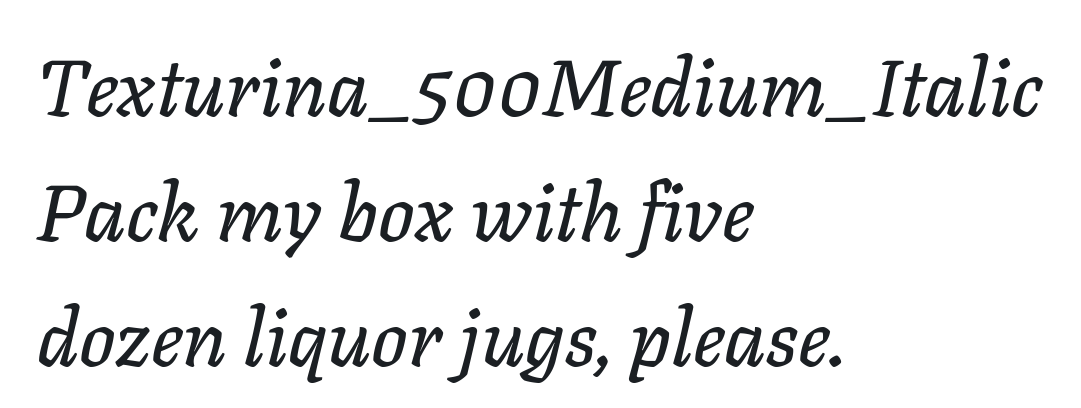 Texturina_500Medium_Italic
Pack my box with five
dozen liquor jugs, please.